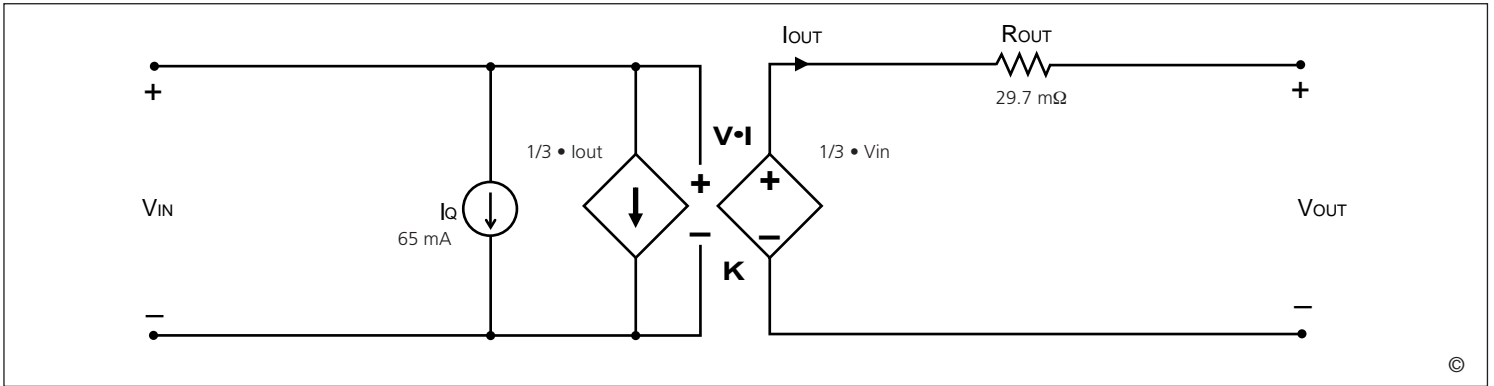 IOUT
ROUT
29.7 mΩ
+
+
V•I
1/3 • Iout
1/3 • Vin
+
+
VIN
IQ
65 mA
VOUT
–
–
K
–
–
©